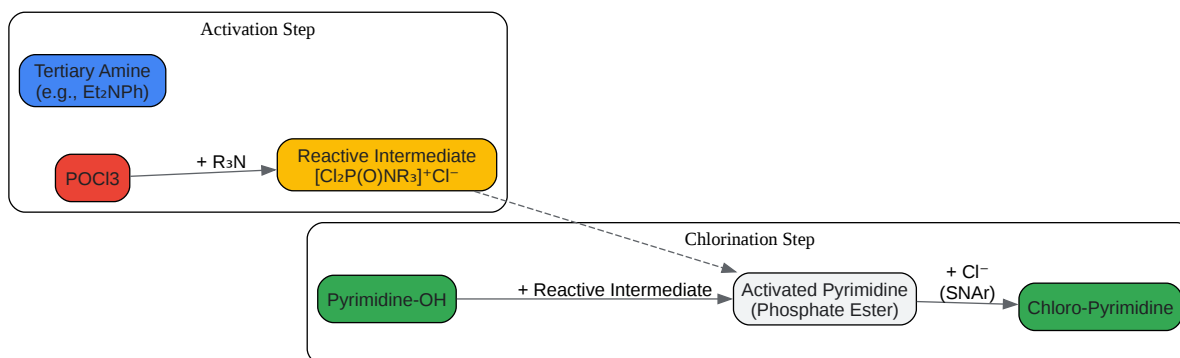 Activation Step
Tertiary Amine
(e.g., Et₂NPh)
POCl3
+ R₃N
Reactive Intermediate
[Cl₂P(O)NR₃]⁺Cl⁻
Chlorination Step
Pyrimidine-OH
+ Reactive Intermediate
Activated Pyrimidine
(Phosphate Ester)
+ Cl⁻
(SNAr)
Chloro-Pyrimidine